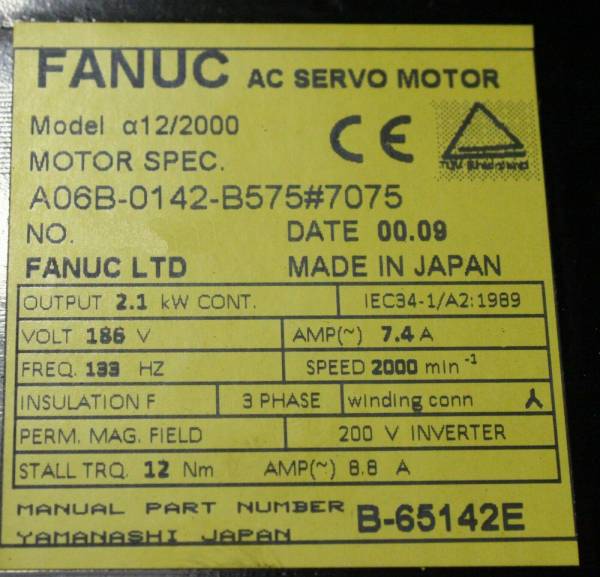 FANUC AC SERVO MOTOR
Model α12/2000
MOTOR SPEC.
A06B-0142-B575#7075
NO. DATE 00.09
FANUC LTD MADE IN JAPAN
OUTPUT 2.1 kW CONT. IEC34-1/A2:1989
VOLT 186 V AMP(~) 7.4 A
FREQ. 133 HZ SPEED 2000 min⁻¹
INSULATION F 3 PHASE winding conn
PERM. MAG. FIELD 200 V INVERTER
STALL TRQ. 12 Nm AMP(~) 8.8 A
MANUAL PART NUMBER B-65142E
YAMANASHI JAPAN
CE